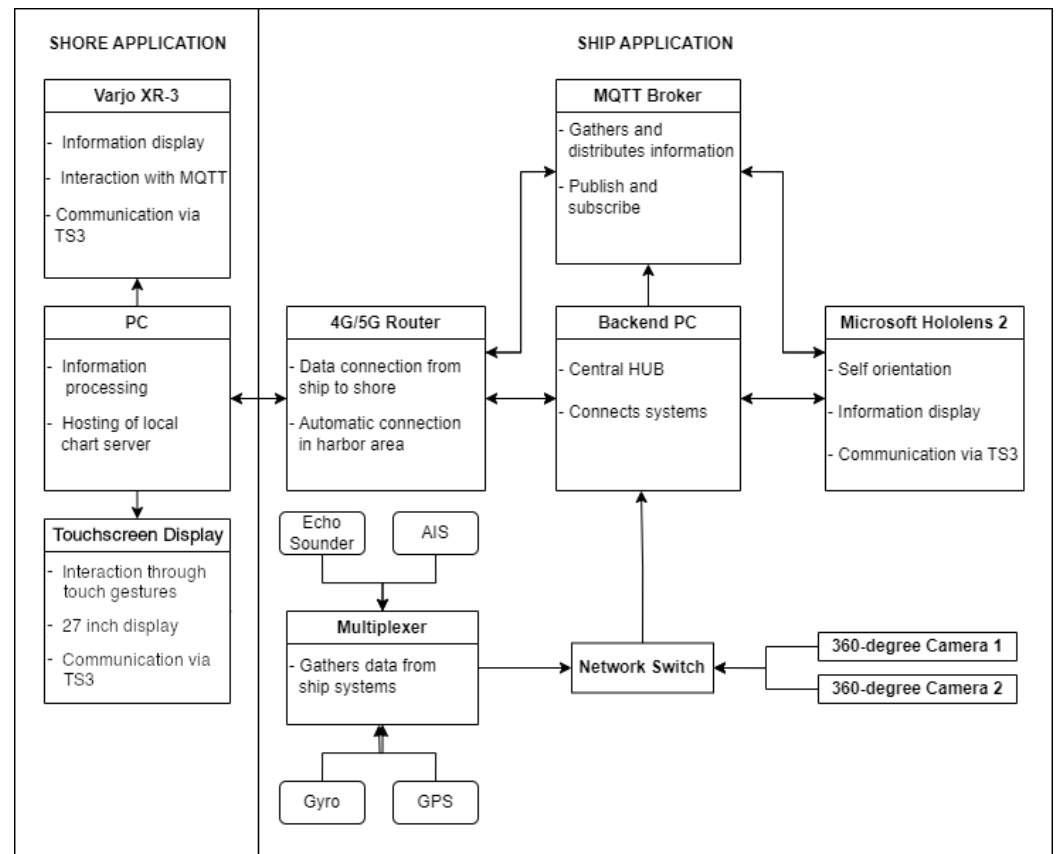 SHORE APPLICATION
Varjo XR-3
- Information display
- Interaction with MQTT
- Communication via
TS3
PC
- Information
processing
- Hosting of local
chart server
Touchscreen Display
- Interaction through
touch gestures
- 27 inch display
- Communication via
TS3
SHIP APPLICATION
MQTT Broker
- Gathers and
distributes information
- Publish and
subscribe
4G/5G Router
- Data connection from
ship to shore
- Automatic connection
in harbor area
Backend PC
- Central HUB
- Connects systems
Microsoft Hololens 2
- Self orientation
- Information display
- Communication via TS3
Echo
Sounder
AIS
Multiplexer
- Gathers data from
ship systems
Gyro
GPS
Network Switch
360-degree Camera 1
360-degree Camera 2